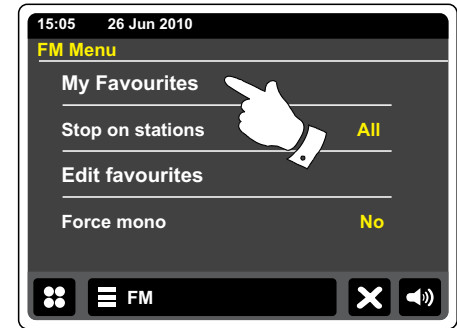 15:05 26 Jun 2010
FM Menu
My Favourites
Stop on stations All
Edit favourites
Force mono No
FM